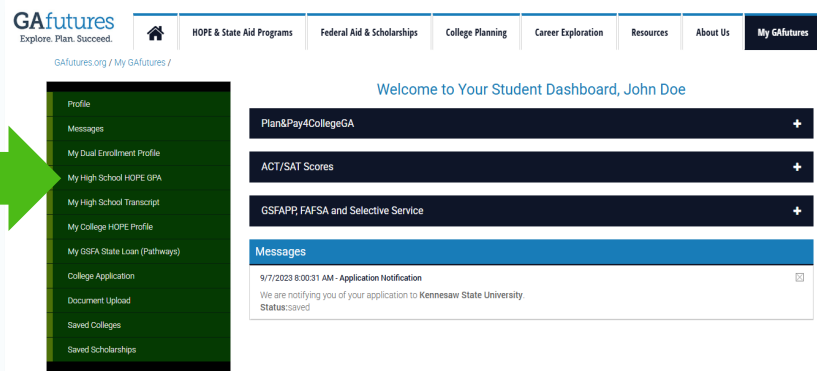 GAfutures
Explore. Plan. Succeed.
HOPE & State Aid Programs
Federal Aid & Scholarships
College Planning
Career Exploration
Resources
About Us
My GAfutures
GAfutures.org / My GAfutures /
Profile
Messages
My Dual Enrollment Profile
My High School HOPE GPA
My High School Transcript
My College HOPE Profile
My GSFA State Loan (Pathways)
College Application
Document Upload
Saved Colleges
Saved Scholarships
Welcome to Your Student Dashboard, John Doe
Plan&Pay4CollegeGA
ACT/SAT Scores
GSFAPP, FAFSA and Selective Service
Messages
9/7/2023 8:00:31 AM - Application Notification
We are notifying you of your application to Kennesaw State University.
Status:saved